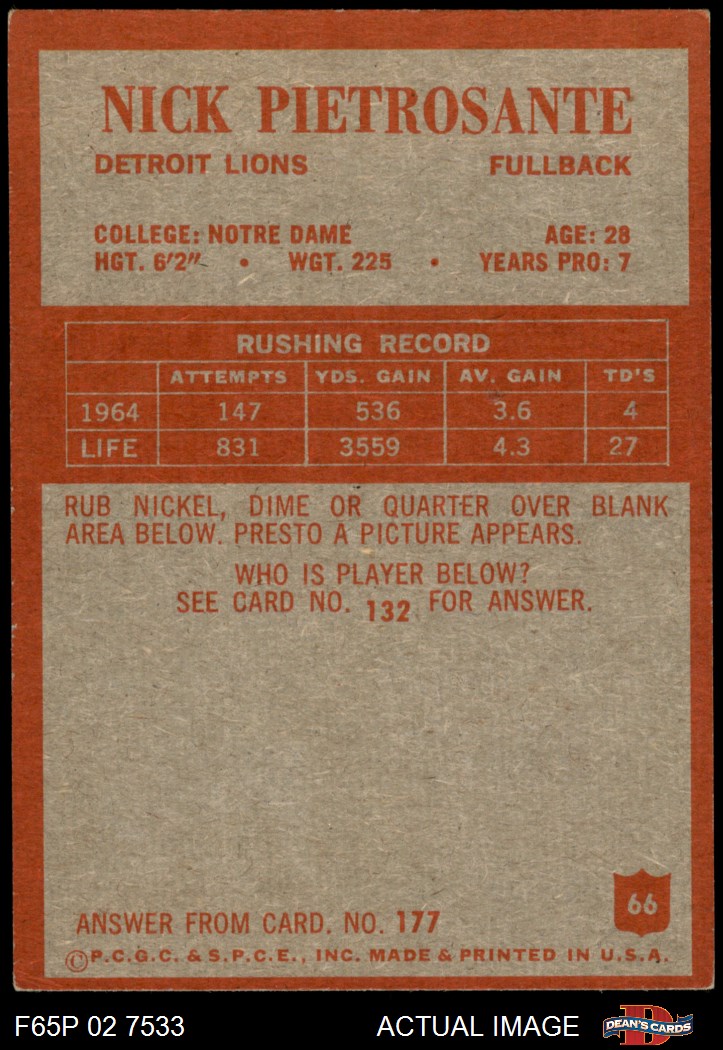 NICK PIETROSANTE
DETROIT LIONS FULLBACK
COLLEGE: NOTRE DAME AGE: 28
HGT. 6'2" • WGT. 225 • YEARS PRO: 7
RUSHING RECORD
ATTEMPTS YDS. GAIN AV. GAIN TD'S
1964 147 536 3.6 4
LIFE 831 3559 4.3 27
RUB NICKEL, DIME OR QUARTER OVER BLANK
AREA BELOW. PRESTO A PICTURE APPEARS.
WHO IS PLAYER BELOW?
SEE CARD NO. 132 FOR ANSWER.
66
ANSWER FROM CARD. NO. 177
©P.C.G.C. & S.P.C.E., INC. MADE & PRINTED IN U.S.A.
F65P 02 7533 ACTUAL IMAGE D DEAN'S CARDS